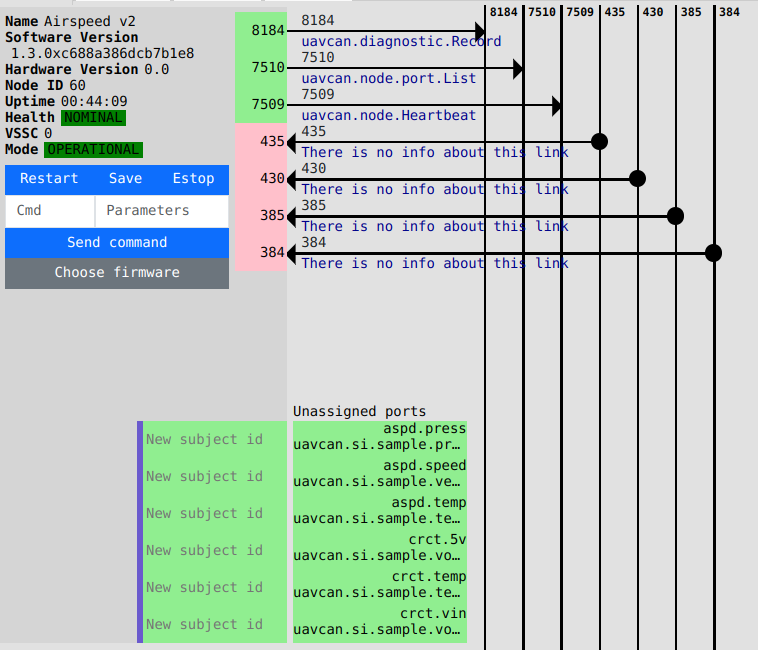 Name Airspeed v2
Software Version
1.3.0xc688a386dcb7b1e8
Hardware Version 0.0
Node ID 60
Uptime 00:44:09
Health NOMINAL
VSSC 0
Mode OPERATIONAL
Restart Save Estop
Cmd Parameters
Send command
Choose firmware
8184 7510 7509 435 430 385 384
8184 8184
uavcan.diagnostic.Record
7510 7510
uavcan.node.port.List
7509 7509
uavcan.node.Heartbeat
435 435
There is no info about this link
430 430
There is no info about this link
385 385
There is no info about this link
384 384
There is no info about this link
Unassigned ports
New subject id aspd.press
uavcan.si.sample.pr…
New subject id aspd.speed
uavcan.si.sample.ve…
New subject id aspd.temp
uavcan.si.sample.te…
New subject id crct.5v
uavcan.si.sample.vo…
New subject id crct.temp
uavcan.si.sample.te…
New subject id crct.vin
uavcan.si.sample.vo…